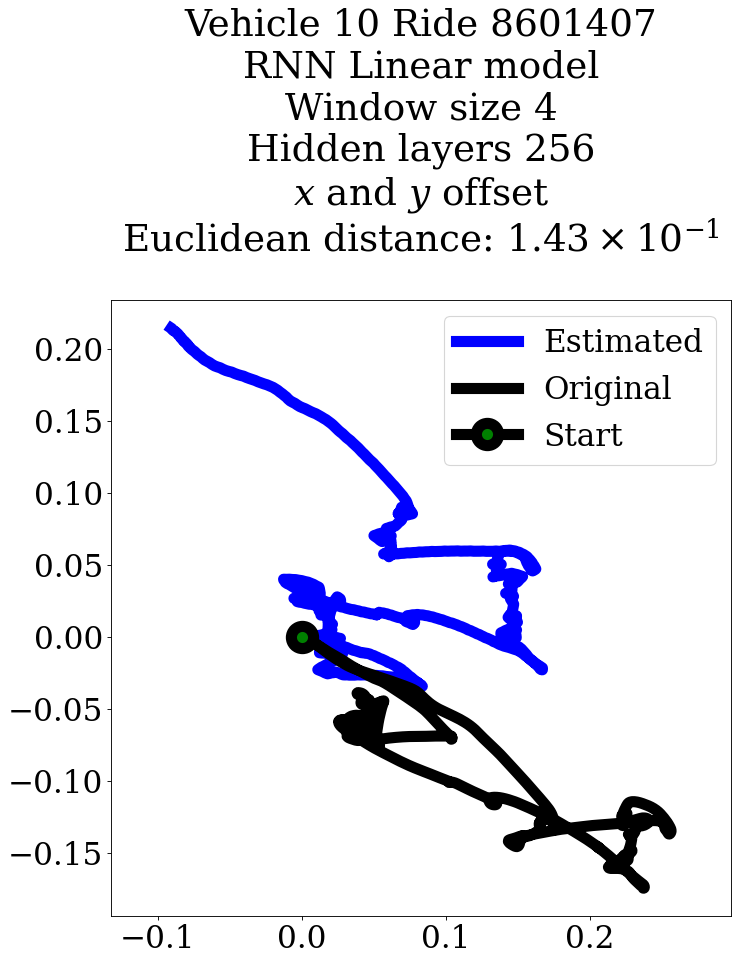 Vehicle 10 Ride 8601407
RNN Linear model
Window size 4
Hidden layers 256
x and y offset
Euclidean distance: 1.43 × 10⁻¹
Estimated
Original
Start
0.20
0.15
0.10
0.05
0.00
−0.05
−0.10
−0.15
−0.1 0.0 0.1 0.2